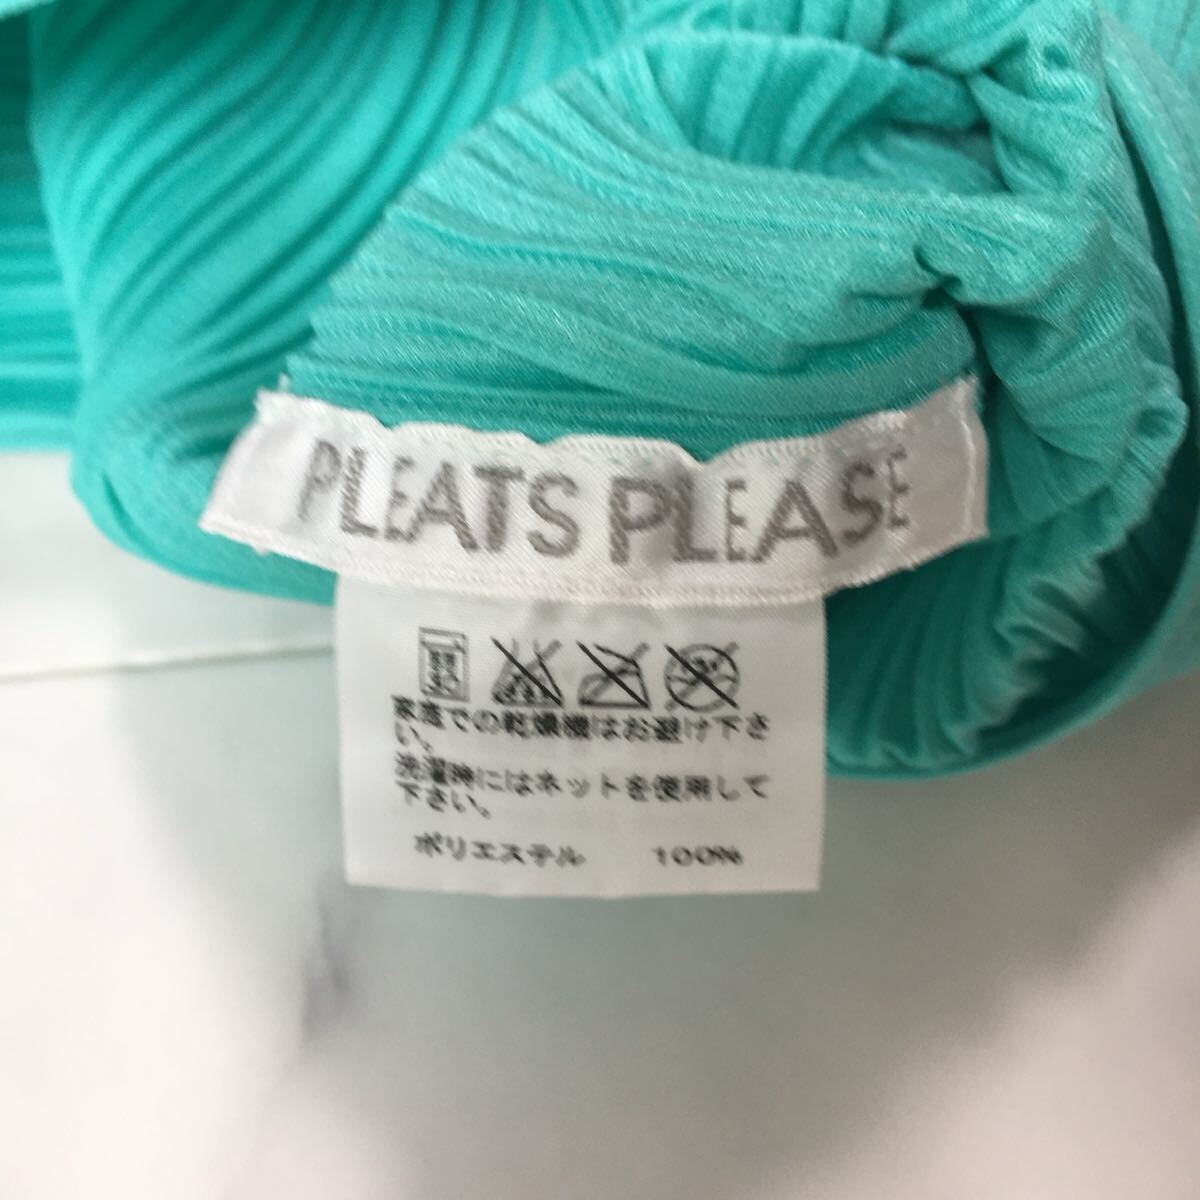 PLEATS PLEASE
家庭での乾燥機はお避け下さ
い。
洗濯時にはネットを使用して
下さい。
ポリエステル 100%